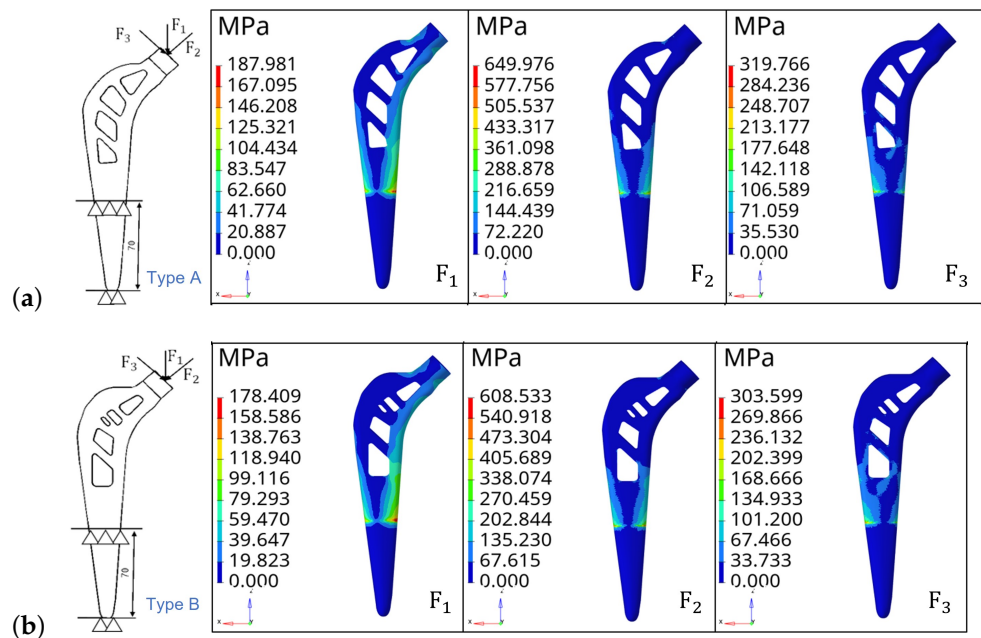 F₃
F₁
F₂
70
Type A
(a)
MPa
187.981
167.095
146.208
125.321
104.434
83.547
62.660
41.774
20.887
0.000
X
Y
F₁
MPa
649.976
577.756
505.537
433.317
361.098
288.878
216.659
144.439
72.220
0.000
X
Y
F₂
MPa
319.766
284.236
248.707
213.177
177.648
142.118
106.589
71.059
35.530
0.000
X
Y
F₃
F₃
F₁
F₂
70
Type B
(b)
MPa
178.409
158.586
138.763
118.940
99.116
79.293
59.470
39.647
19.823
0.000
X
Y
F₁
MPa
608.533
540.918
473.304
405.689
338.074
270.459
202.844
135.230
67.615
0.000
X
Y
F₂
MPa
303.599
269.866
236.132
202.399
168.666
134.933
101.200
67.466
33.733
0.000
X
Y
F₃